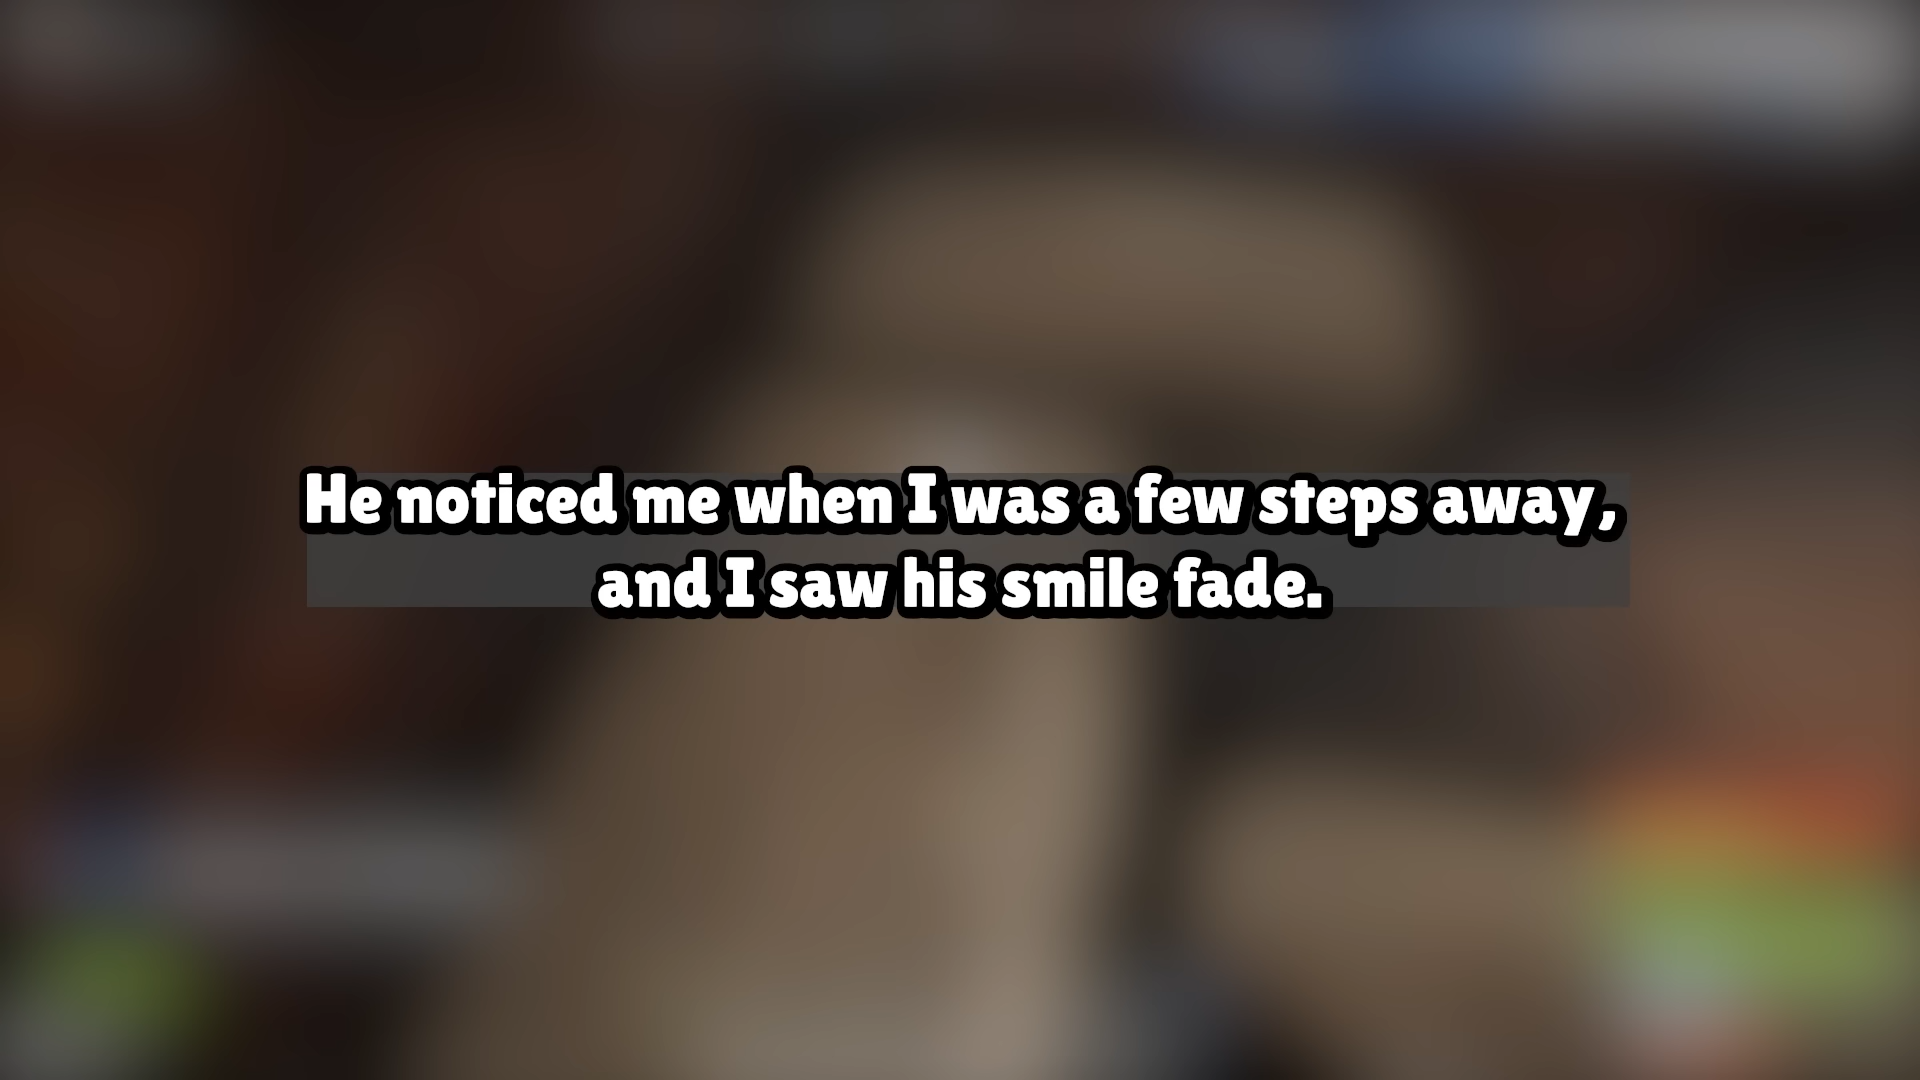 He noticed me when I was a few steps away,
and I saw his smile fade.